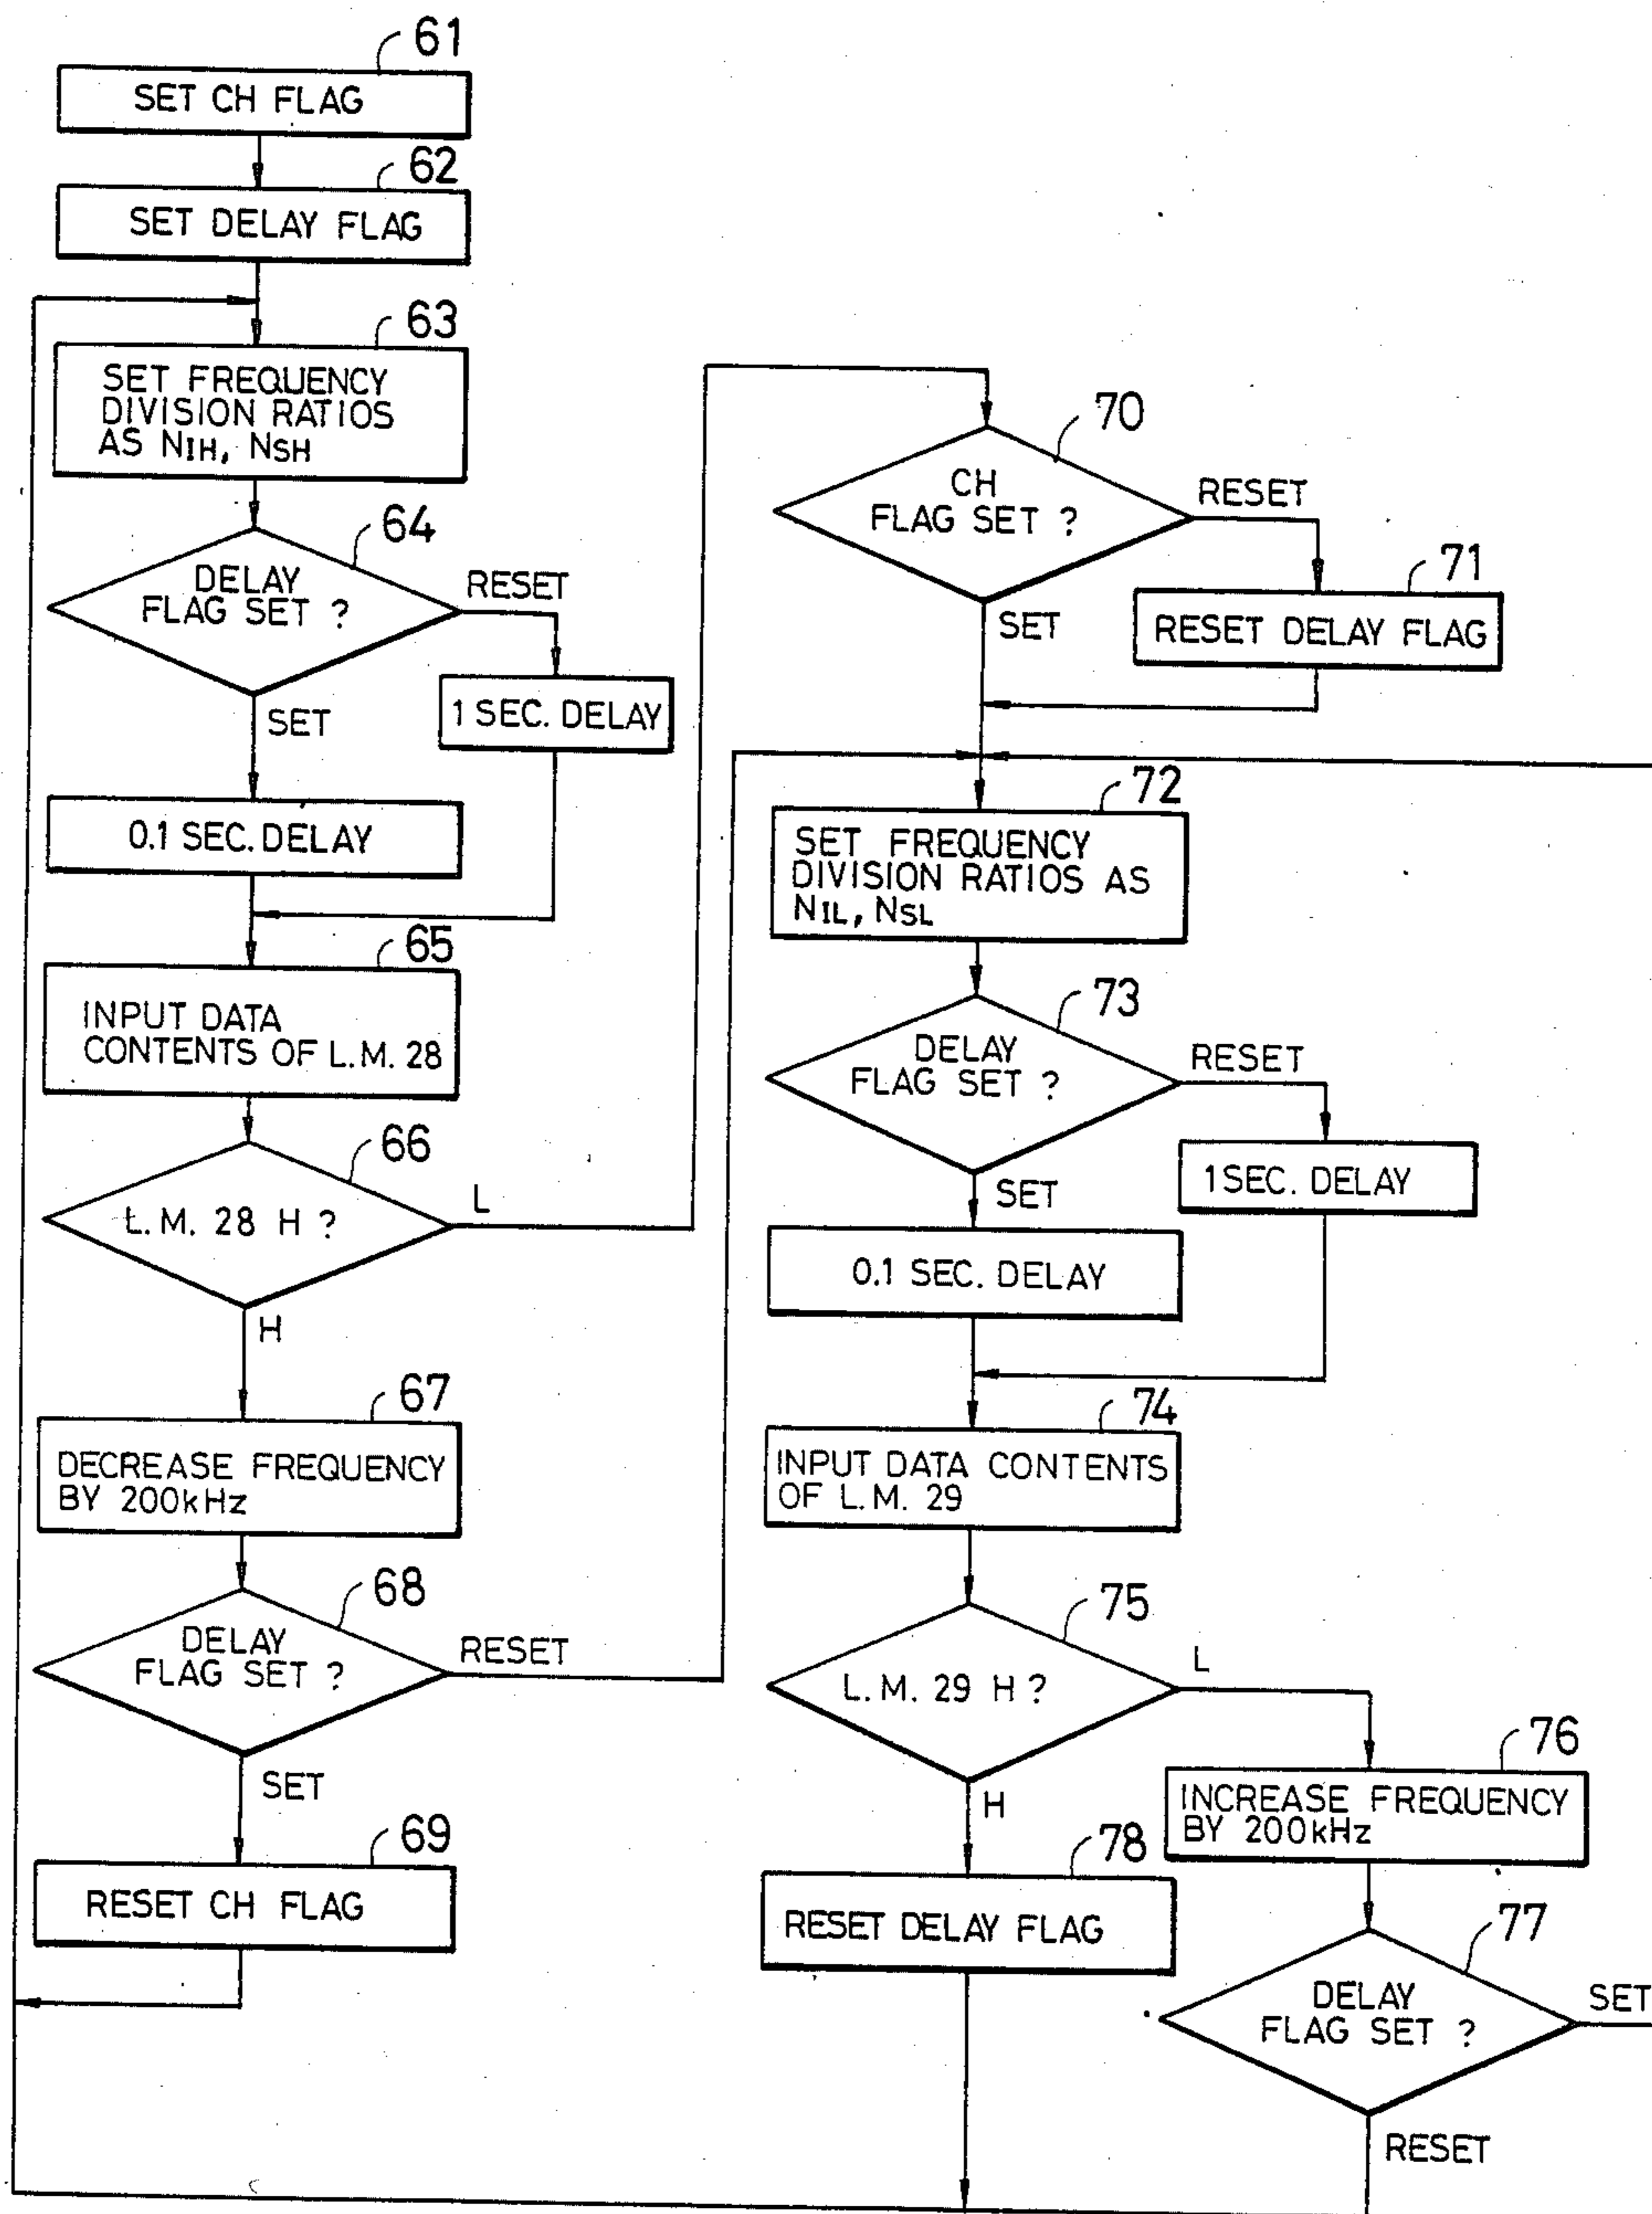 61
SET CH FLAG
62
SET DELAY FLAG
63
SET FREQUENCY
DIVISION RATIOS
AS NIH, NSH
64
DELAY
FLAG SET ?
RESET
SET
1 SEC. DELAY
0.1 SEC. DELAY
65
INPUT DATA
CONTENTS OF L.M. 28
66
L.M. 28 H ?
L
H
67
DECREASE FREQUENCY
BY 200kHz
68
DELAY
FLAG SET ?
RESET
SET
69
RESET CH FLAG
70
CH
FLAG SET ?
RESET
SET
71
RESET DELAY FLAG
72
SET FREQUENCY
DIVISION RATIOS AS
NIL, NSL
73
DELAY
FLAG SET ?
RESET
SET
1 SEC. DELAY
0.1 SEC. DELAY
74
INPUT DATA CONTENTS
OF L.M. 29
75
L.M. 29 H ?
L
H
76
INCREASE FREQUENCY
BY 200kHz
78
RESET DELAY FLAG
77
DELAY
FLAG SET ?
SET
RESET